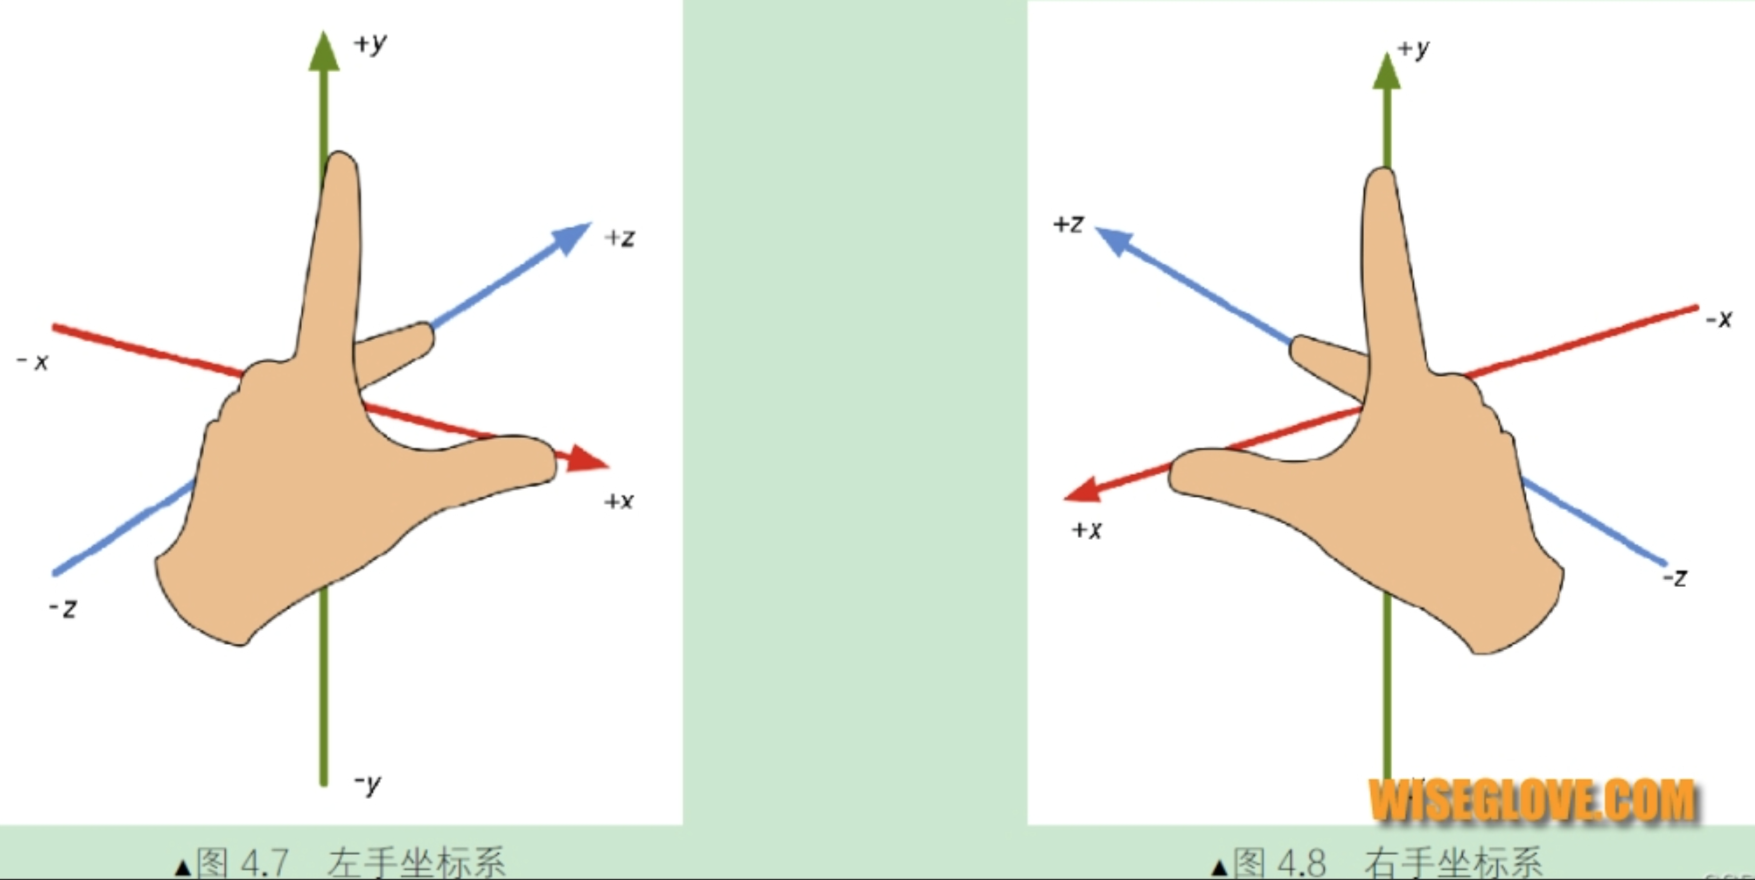 +y
+z
-x
+x
-z
-y
▲图 4.7 左手坐标系
+y
+z
-x
+x
-z
WISEGLOVE.COM
▲图 4.8 右手坐标系